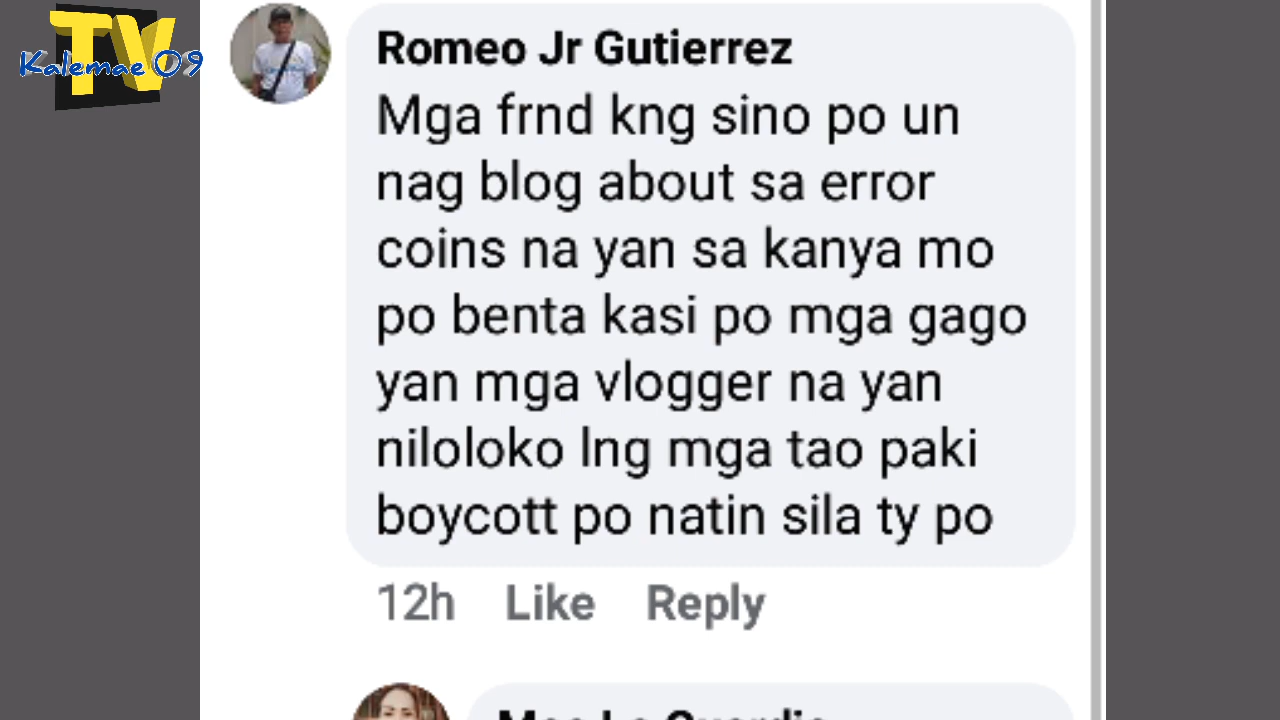 TV
Kalemae 09
Romeo Jr Gutierrez
Mga frnd kng sino po un
nag blog about sa error
coins na yan sa kanya mo
po benta kasi po mga gago
yan mga vlogger na yan
niloloko lng mga tao paki
boycott po natin sila ty po
12h Like Reply